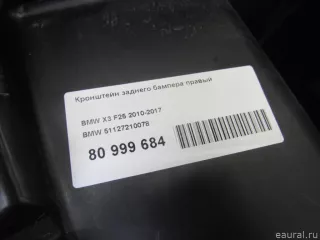 Кронштейн заднего бампера правый
BMW X3 F25 2010-2017
BMW 51127210078
80 999 684
eaural.ru